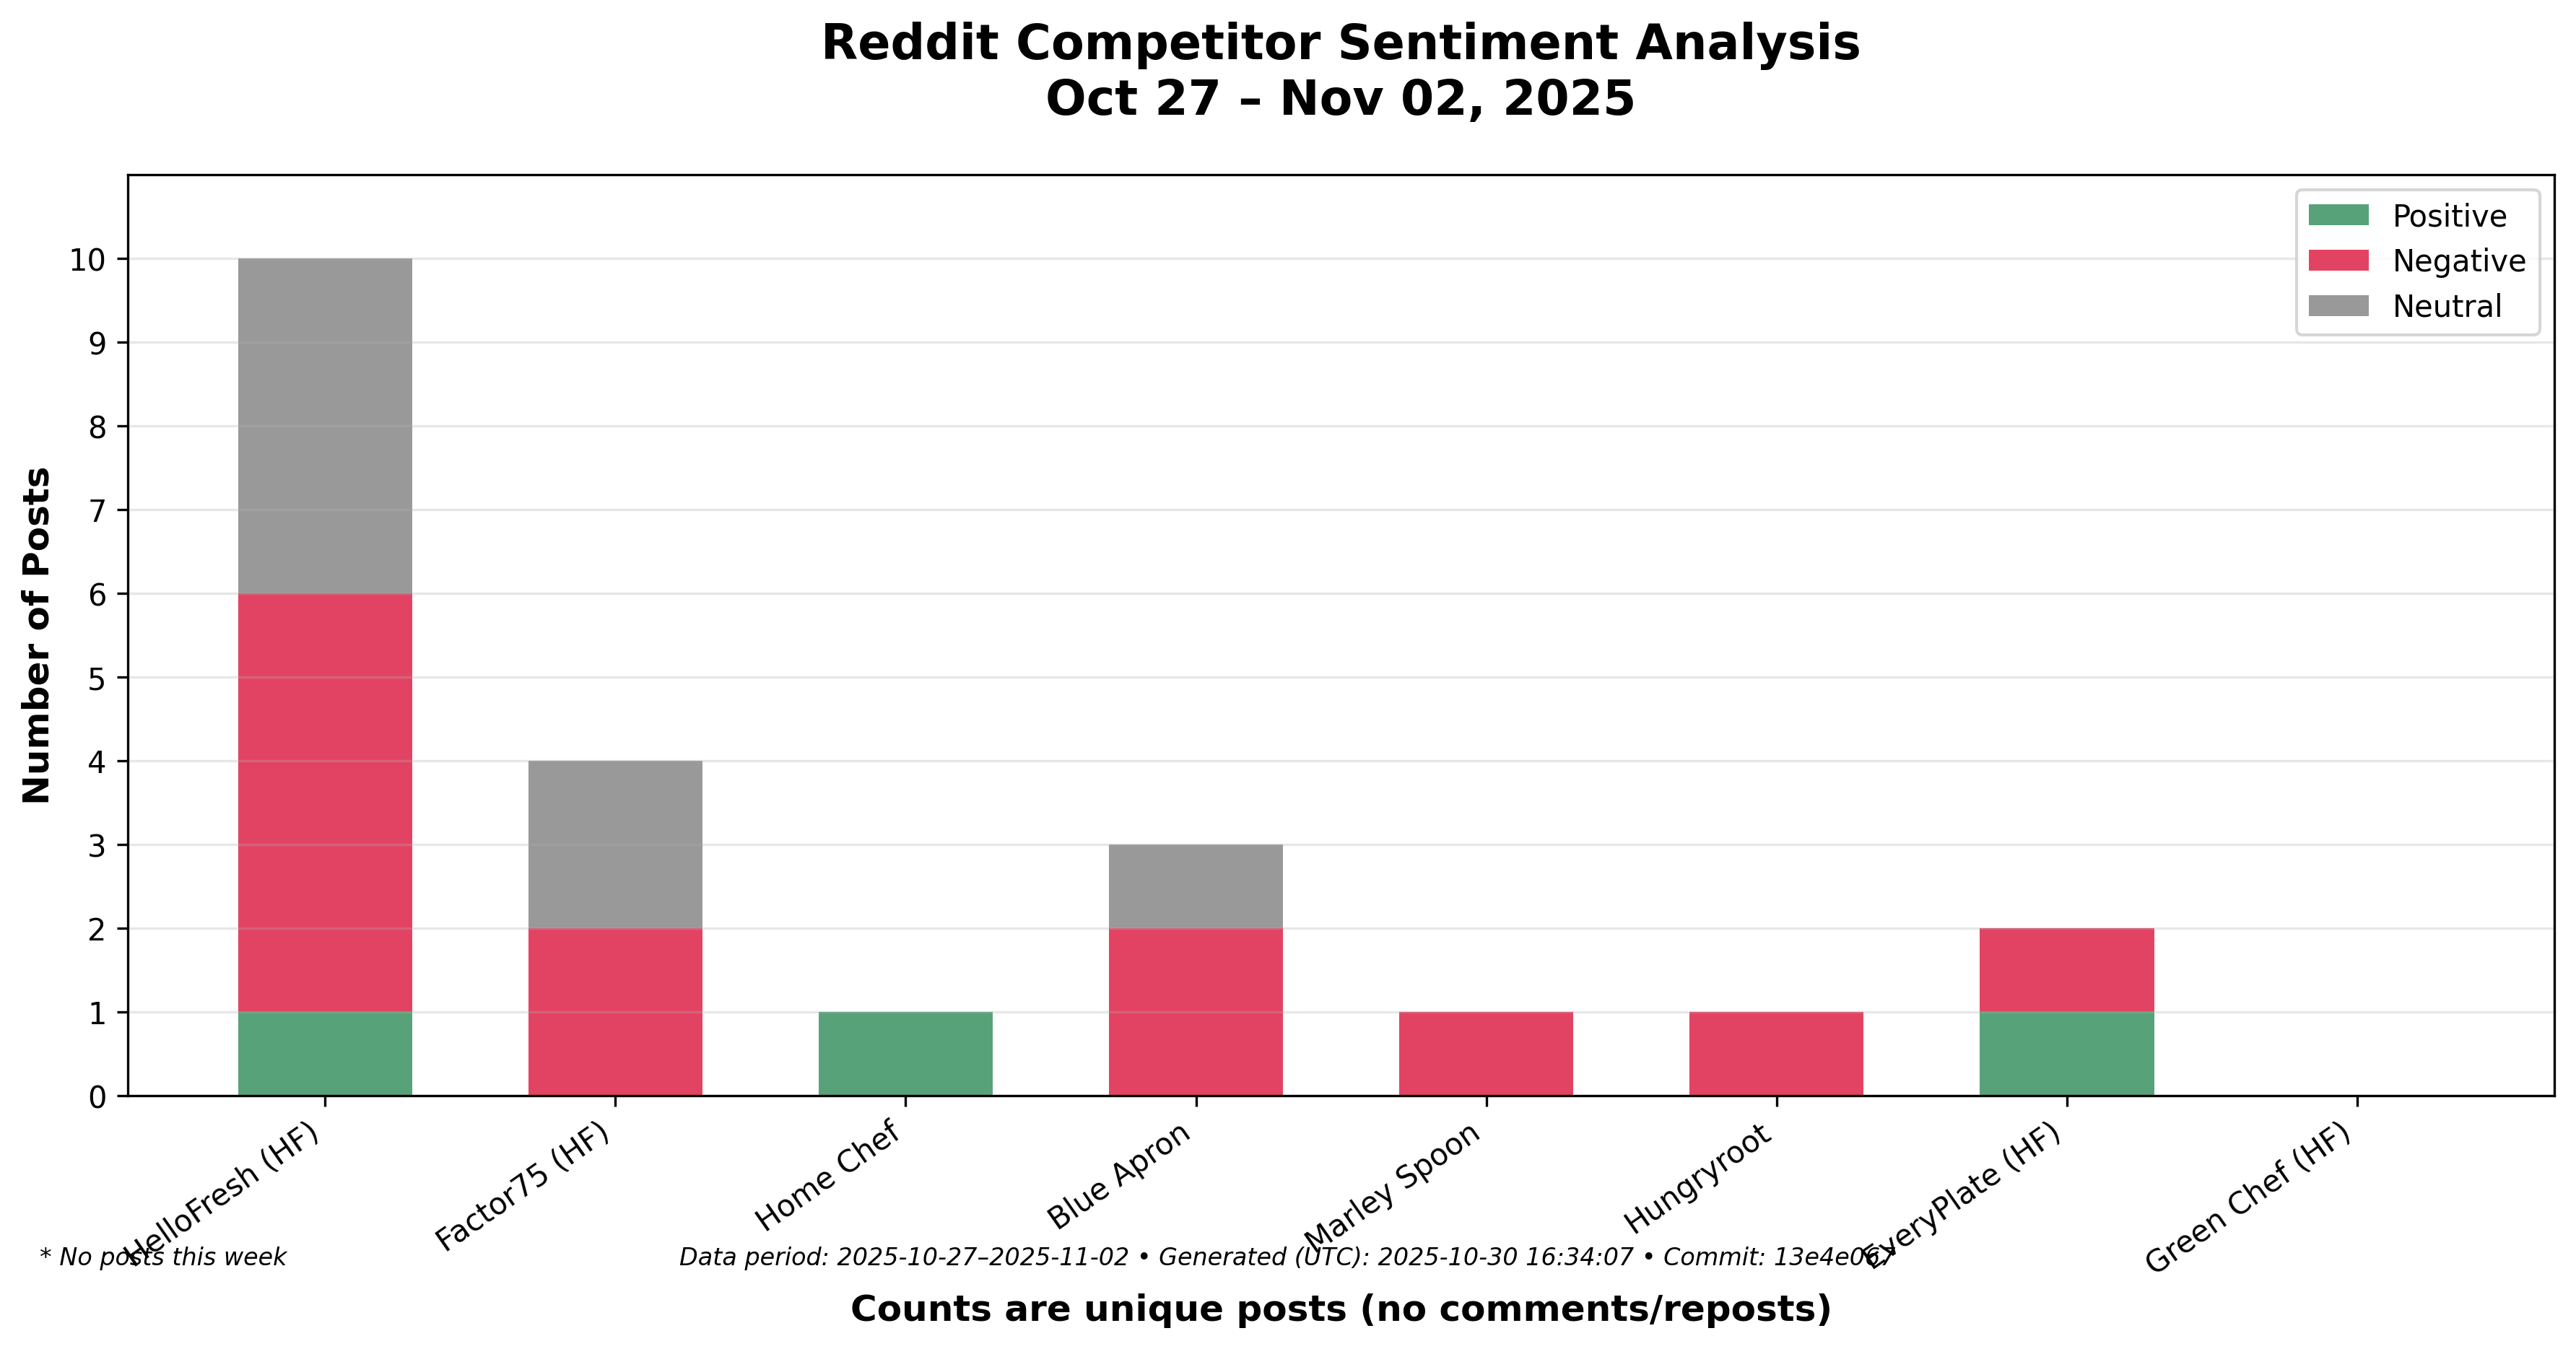 Reddit Competitor Sentiment Analysis
Oct 27 – Nov 02, 2025
Positive
Negative
Neutral
Number of Posts
10
9
8
7
6
5
4
3
2
1
0
HelloFresh (HF)
Factor75 (HF)
Home Chef
Blue Apron
Marley Spoon
Hungryroot
EveryPlate (HF)
Green Chef (HF)
* No posts this week
Data period: 2025-10-27–2025-11-02 • Generated (UTC): 2025-10-30 16:34:07 • Commit:
Counts are unique posts (no comments/reposts)